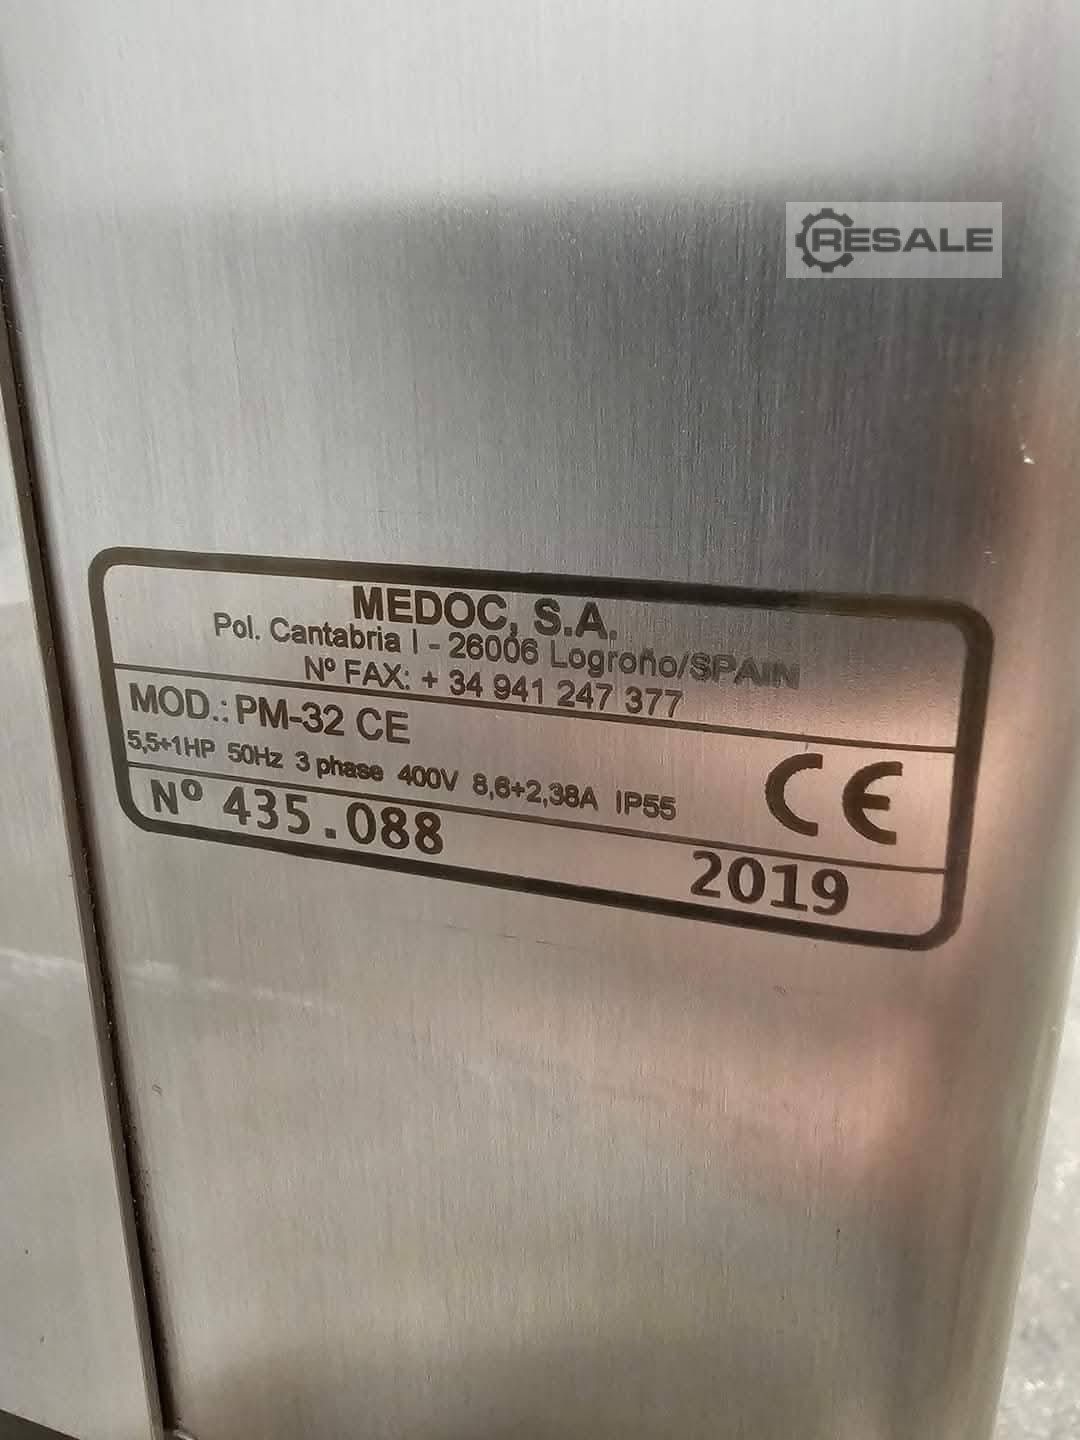 RESALE
MEDOC, S.A.
Pol. Cantabria I - 26006 Logroño/SPAIN
Nº FAX: + 34 941 247 377
MOD.: PM-32 CE
5,5+1HP 50Hz 3 phase 400V 8,6+2,38A IP55
CE
Nº 435.088
2019